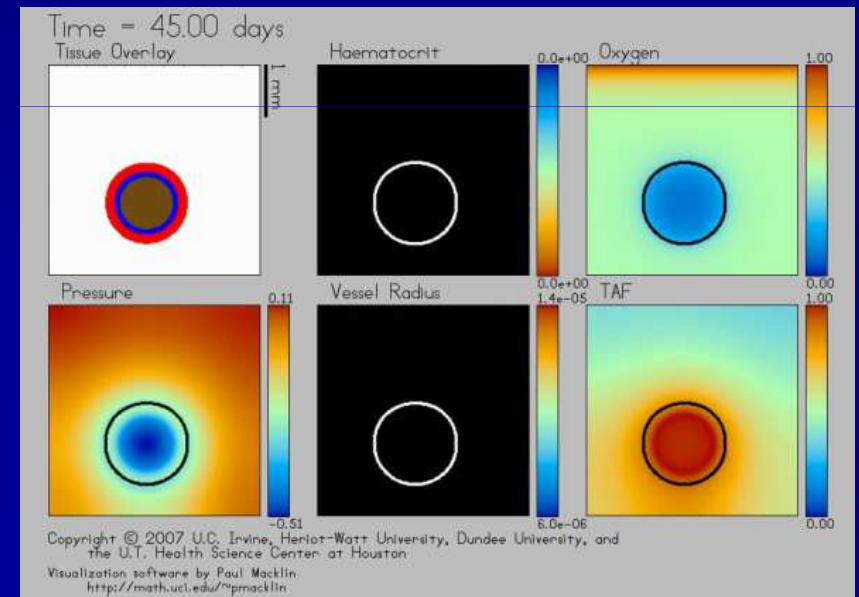 Time = 45.00 days
Tissue Overlay
1 mm
Haematocrit
0.0e+00
0.0e+00
Oxygen
1.00
0.00
Pressure
0.11
-0.51
Vessel Radius
1.4e-05
6.0e-06
TAF
1.00
0.00
Copyright © 2007 U.C. Irvine, Heriot-Watt University, Dundee University, and
the U.T. Health Science Center at Houston
Visualization software by Paul Macklin
http://math.uci.edu/~pmacklin